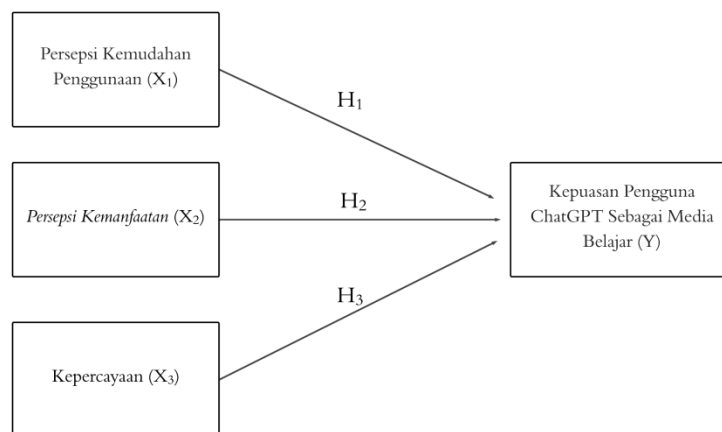 Persepsi Kemudahan
Penggunaan (X₁)
H₁
Persepsi Kemanfaatan (X₂)
H₂
Kepuasan Pengguna
ChatGPT Sebagai Media
Belajar (Y)
H₃
Kepercayaan (X₃)